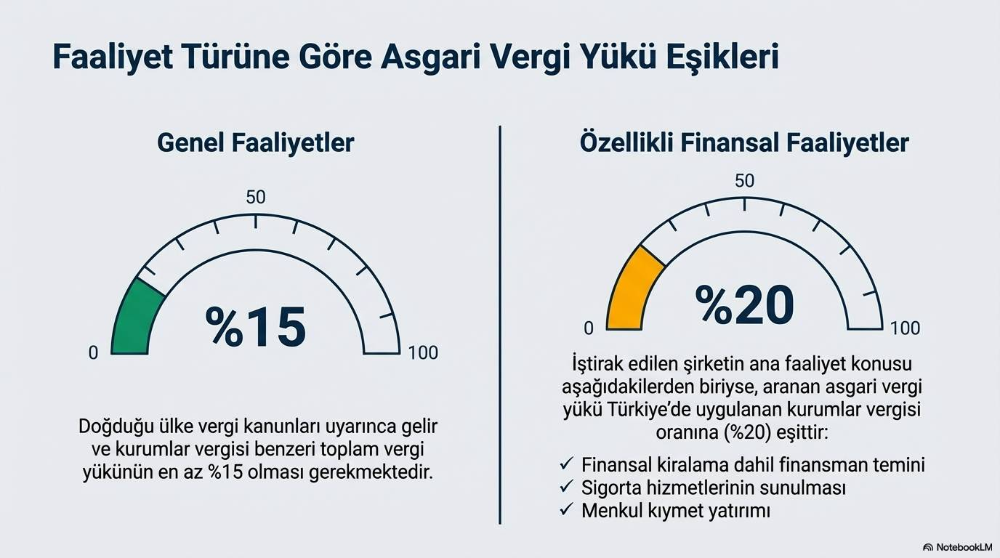 Faaliyet Türüne Göre Asgari Vergi Yükü Eşikleri
Genel Faaliyetler
50
0
%15
100
Doğduğu ülke vergi kanunları uyarınca gelir
ve kurumlar vergisi benzeri toplam vergi
yükünün en az %15 olması gerekmektedir.
Özellikli Finansal Faaliyetler
50
0
%20
100
İştirak edilen şirketin ana faaliyet konusu
aşağıdakilerden biriyse, aranan asgari vergi
yükü Türkiye'de uygulanan kurumlar vergisi
oranına (%20) eşittir:
✓ Finansal kiralama dahil finansman temini
✓ Sigorta hizmetlerinin sunulması
✓ Menkul kıymet yatırımı
NotebookLM